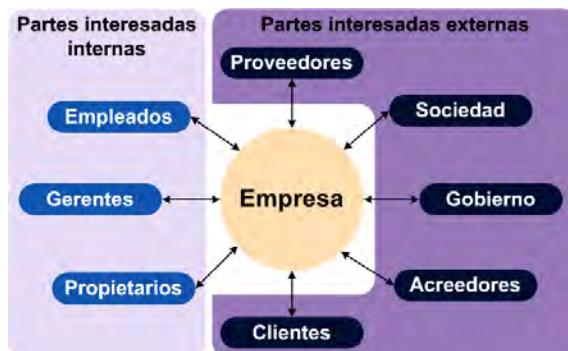 Partes interesadas
internas
Partes interesadas externas
Proveedores
Empleados
Sociedad
Gerentes
Empresa
Gobierno
Propietarios
Acreedores
Clientes